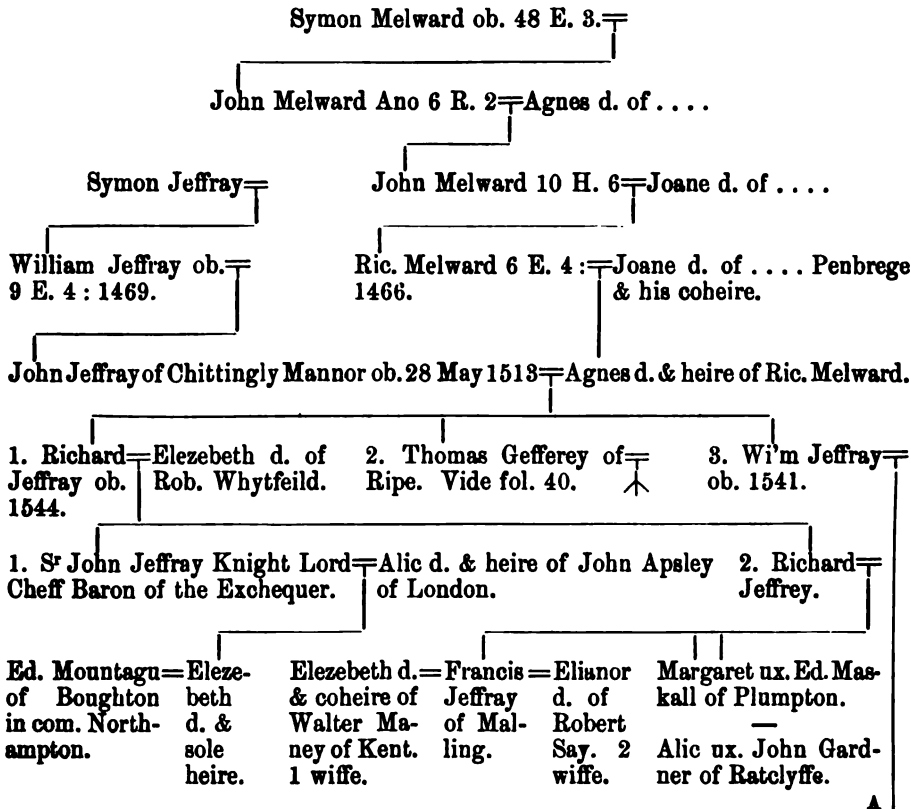 Symon Melward ob. 48 E. 3.
John Melward Ano 6 R. 2=Agnes d. of ....
Symon Jeffray=
John Melward 10 H. 6=Joane d. of ....
William Jeffray ob.=
9 E. 4 : 1469.
Ric. Melward 6 E. 4 :=Joane d. of .... Penbrege
1466.
& his coheire.
John Jeffray of Chittingly Mannor ob. 28 May 1513=Agnes d. & heire of Ric. Melward.
1. Richard=Elezebeth d. of
Jeffray ob. Rob. Whytfeild.
1544.
2. Thomas Gefferey of=
Ripe. Vide fol. 40.
3. Wi'm Jeffray=
ob. 1541.
1. Sr John Jeffray Knight Lord=Alic d. & heire of John Apsley
Cheff Baron of the Exchequer. of London.
2. Richard=
Jeffrey.
Ed. Mountagu=Eleze-
of Boughton beth
in com. North- d. &
ampton. sole
heire.
Elezebeth d.=Francis=Elianor
& coheire of Jeffray d. of
Walter Ma- of Mal- Robert
ney of Kent. ling. Say. 2
1 wiffe. wiffe.
Margaret ux. Ed. Mas-
kall of Plumpton.
—
Alic ux. John Gard-
ner of Ratclyffe.
A